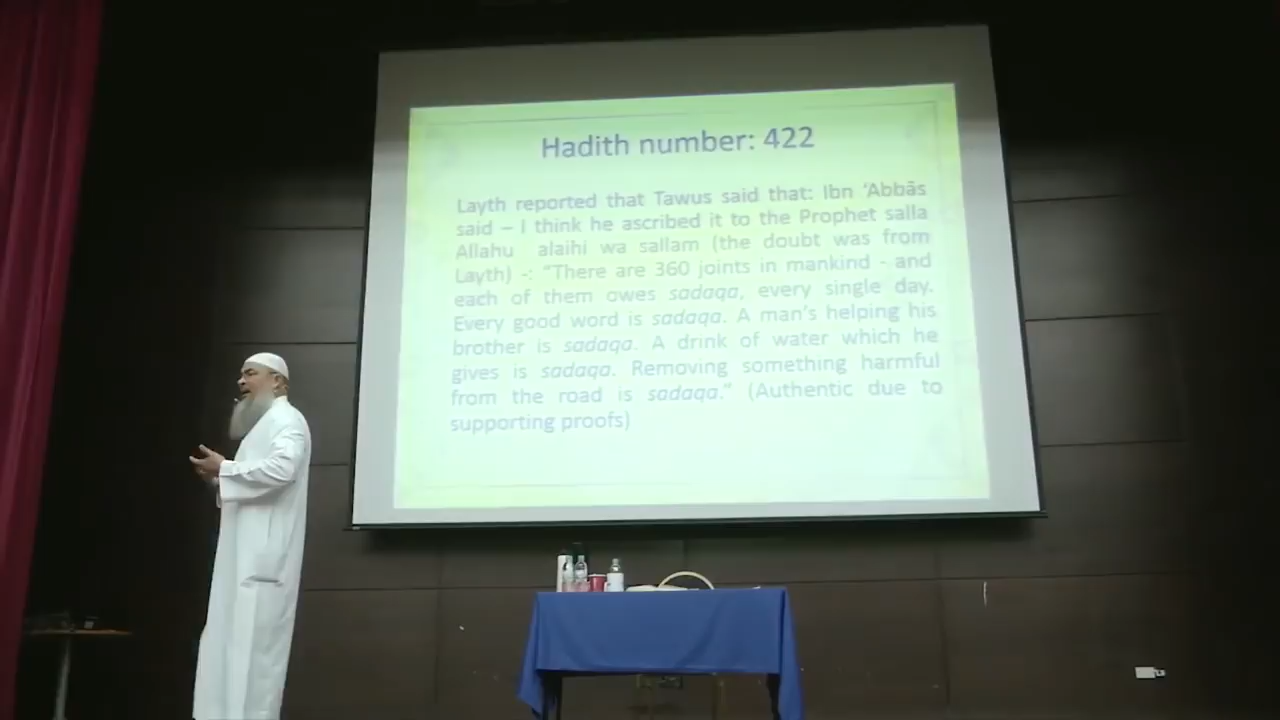 Hadith number: 422
Layth reported that Tawus said that: Ibn ‘Abbās
said – I think he ascribed it to the Prophet salla
Allahu alaihi wa sallam (the doubt was from
Layth) -: “There are 360 joints in mankind - and
each of them owes sadaqa, every single day.
Every good word is sadaqa. A man’s helping his
brother is sadaqa. A drink of water which he
gives is sadaqa. Removing something harmful
from the road is sadaqa.” (Authentic due to
supporting proofs)